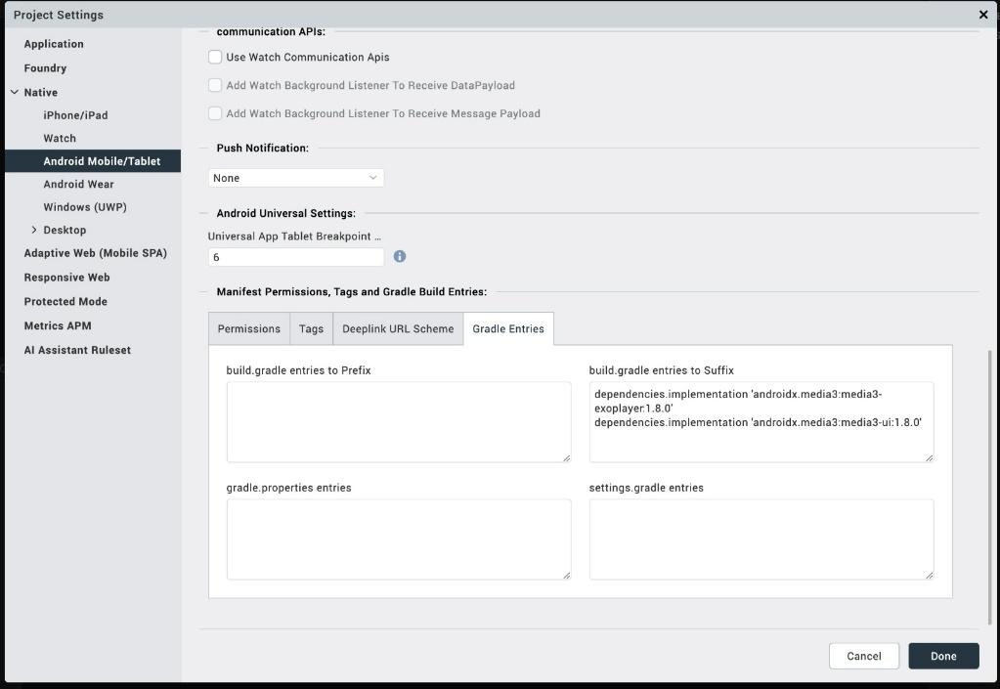 Project Settings
Application
Foundry
Native
iPhone/iPad
Watch
Android Mobile/Tablet
Android Wear
Windows (UWP)
Desktop
Adaptive Web (Mobile SPA)
Responsive Web
Protected Mode
Metrics APM
AI Assistant Ruleset
communication APIs:
Use Watch Communication Apis
Add Watch Background Listener To Receive DataPayload
Add Watch Background Listener To Receive Message Payload
Push Notification:
None
Android Universal Settings:
Universal App Tablet Breakpoint ...
6
Manifest Permissions, Tags and Gradle Build Entries:
Permissions Tags Deeplink URL Scheme Gradle Entries
build.gradle entries to Prefix
build.gradle entries to Suffix
dependencies.implementation 'androidx.media3:media3-
exoplayer:1.8.0'
dependencies.implementation 'androidx.media3:media3-ui:1.8.0'
gradle.properties entries
settings.gradle entries
Cancel
Done